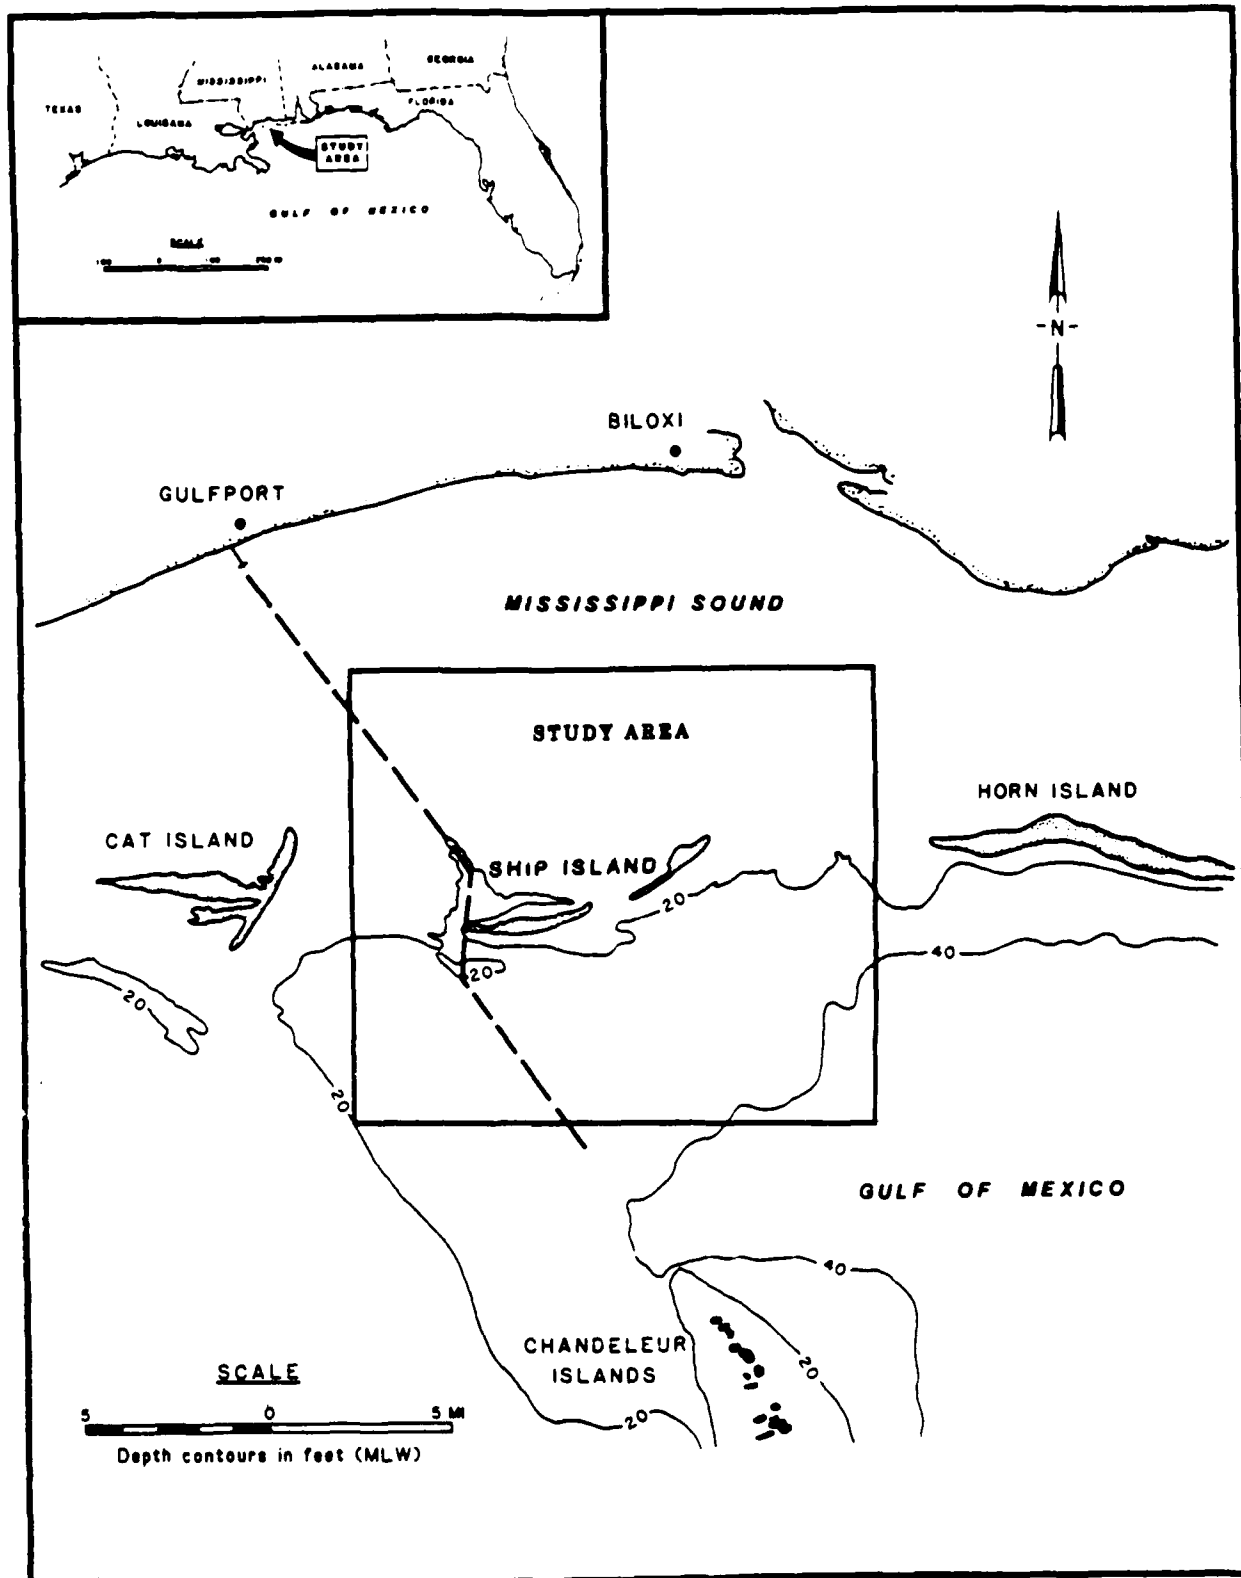 ALABAMA
GEORGIA
MISSISSIPPI
TEXAS
FLORIDA
LOUISIANA
STUDY
AREA
GULF OF MEXICO
SCALE
-N-
BILOXI
GULFPORT
MISSISSIPPI SOUND
STUDY AREA
HORN ISLAND
CAT ISLAND
SHIP ISLAND
20
40
20
20
20
GULF OF MEXICO
40
CHANDELEUR
ISLANDS
20
SCALE
20
5 0 5 MI
Depth contours in feet (MLW)